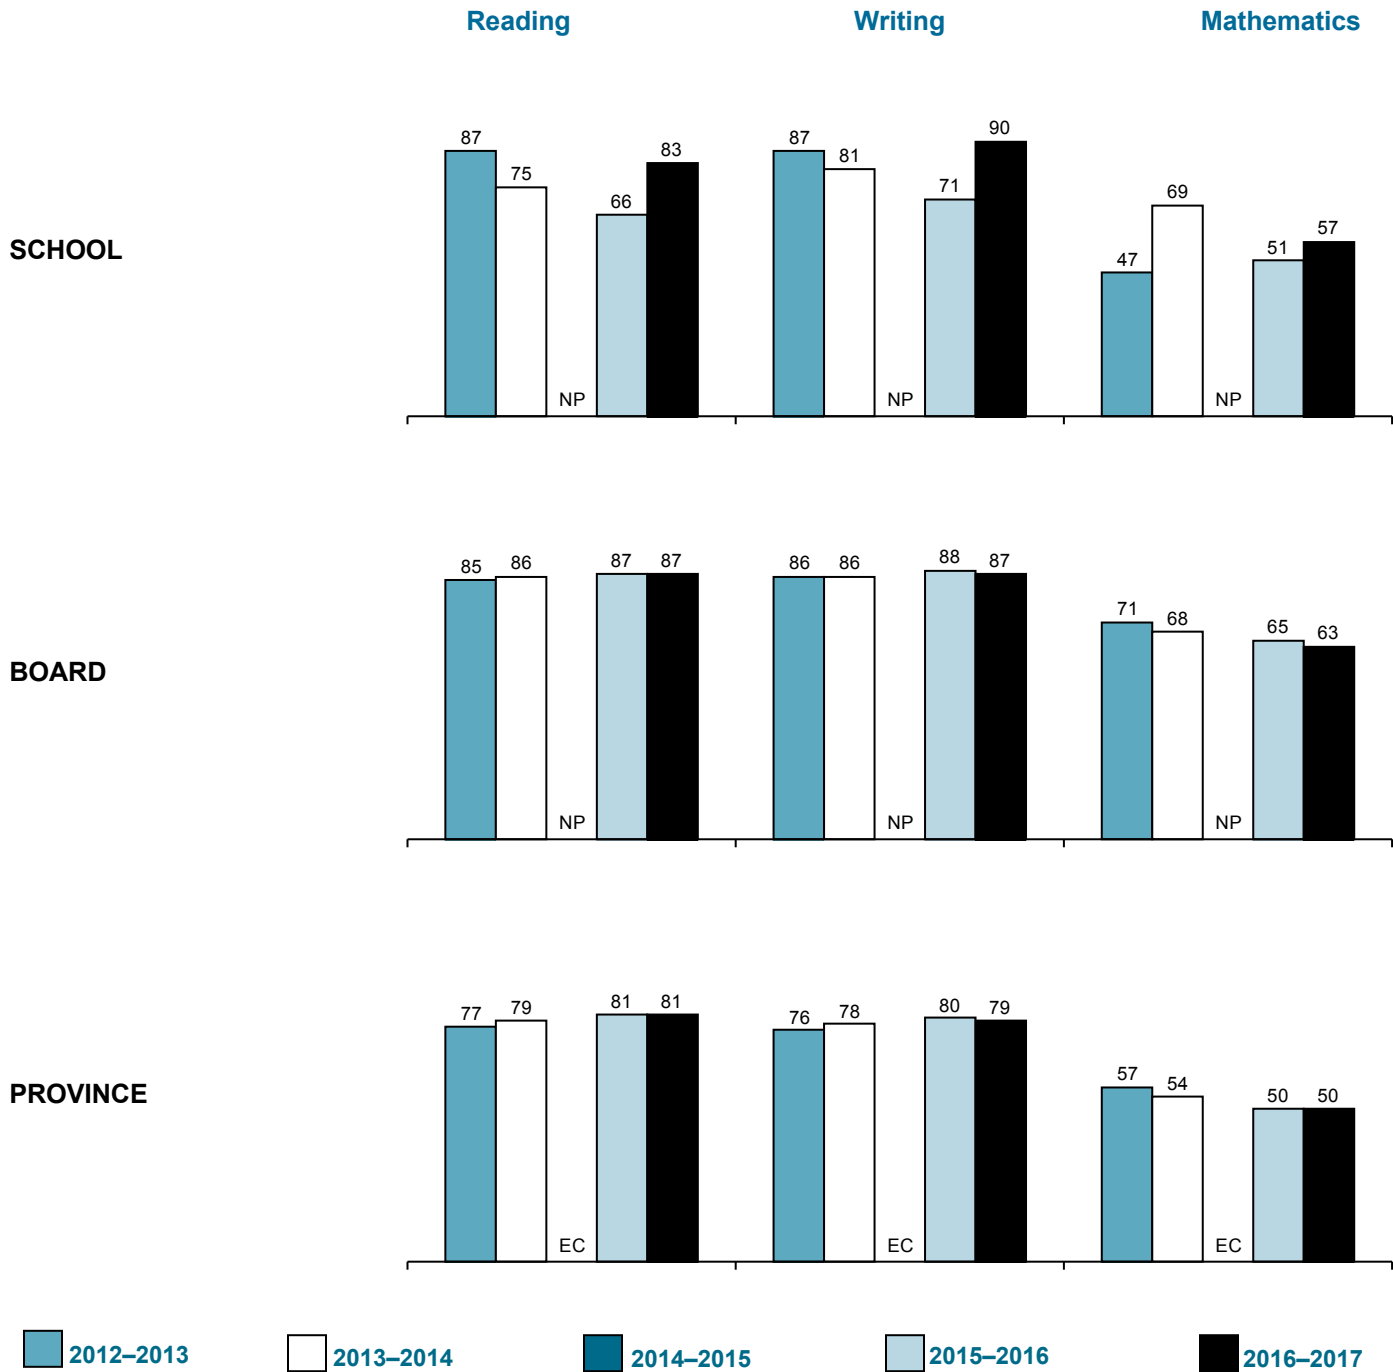 Reading Writing Mathematics
SCHOOL
87 75 NP 66 83 87 81 NP 71 90 47 69 NP 51 57
BOARD
85 86 NP 87 87 86 86 NP 88 87 71 68 NP 65 63
PROVINCE
77 79 EC 81 81 76 78 EC 80 79 57 54 EC 50 50
2012–2013 2013–2014 2014–2015 2015–2016 2016–2017